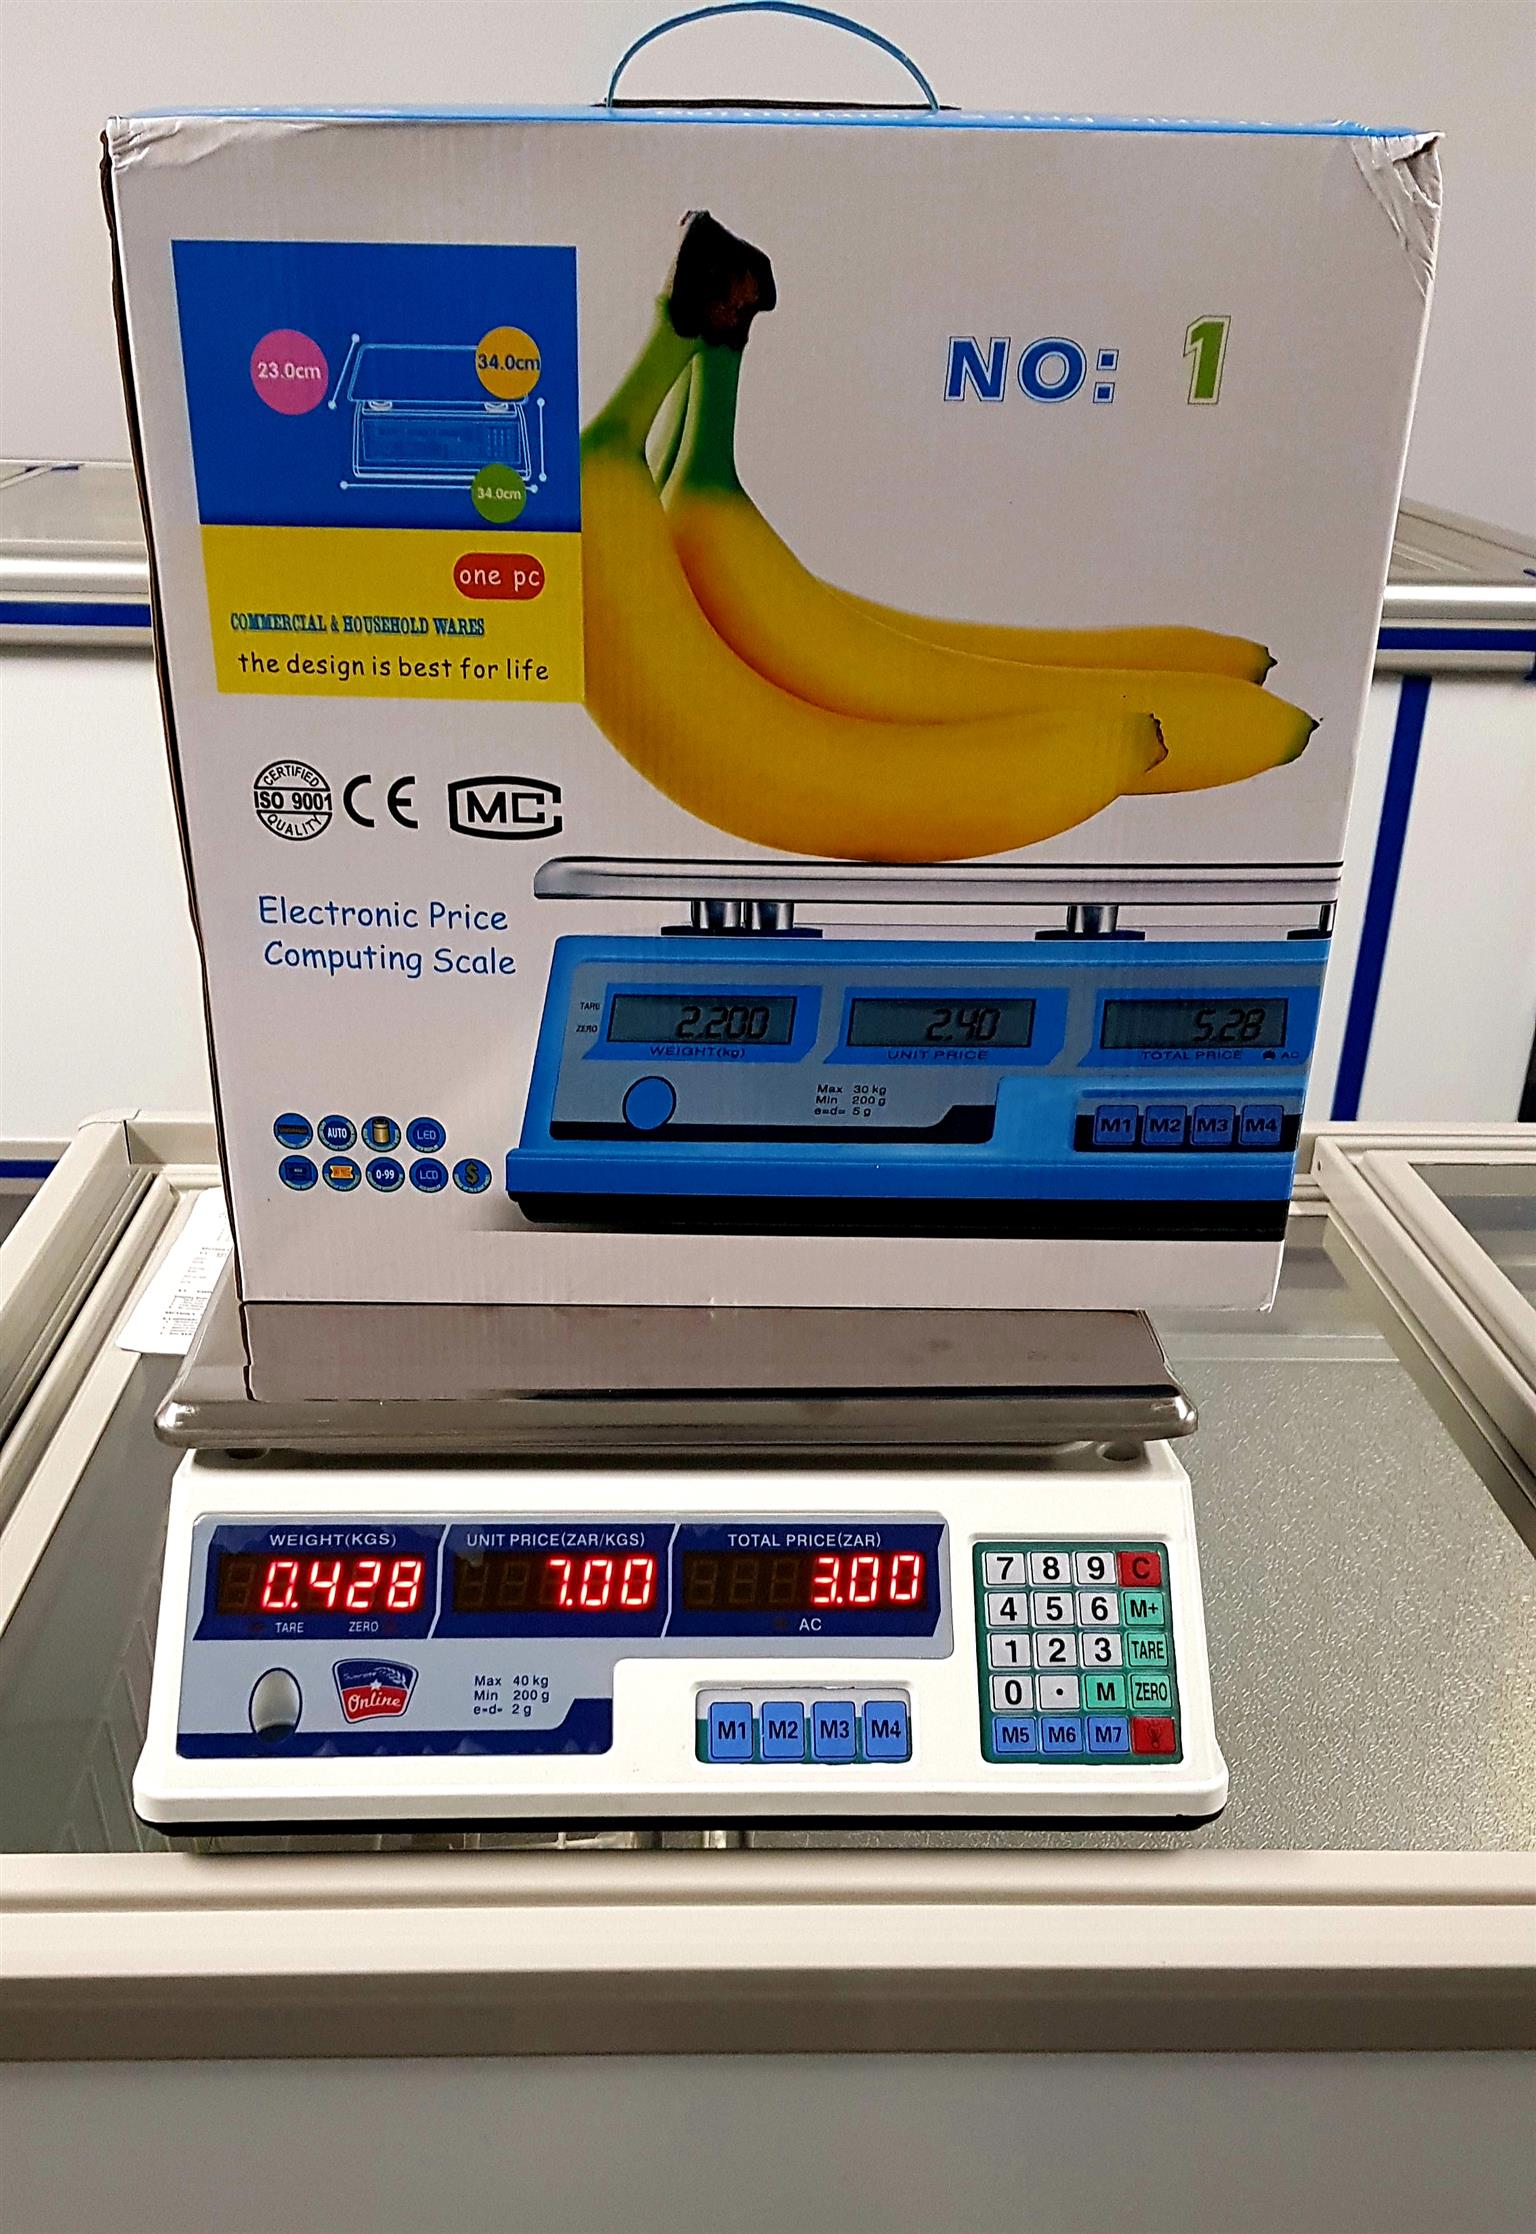 NO: 1
23.0cm
34.0cm
34.0cm
one pc
COMMERCIAL & HOUSEHOLD WARES
the design is best for life
CERTIFIED
ISO 9001
QUALITY
CE
MC
Electronic Price
Computing Scale
TARE
ZERO
2.200
2.40
5.28
WEIGHT(kg)
UNIT PRICE
TOTAL PRICE
AC
Max 30 kg
Min 200 g
e=d= 5 g
M1 M2 M3 M4
AUTO
LED
0-99
LCD
$
WEIGHT(KGS)
UNIT PRICE(ZAR/KGS)
TOTAL PRICE(ZAR)
0.428
7.00
3.00
TARE
ZERO
AC
Online
Max 40 kg
Min 200 g
e=d= 2 g
M1 M2 M3 M4
7 8 9 C
4 5 6 M+
1 2 3 TARE
0 . M ZERO
M5 M6 M7